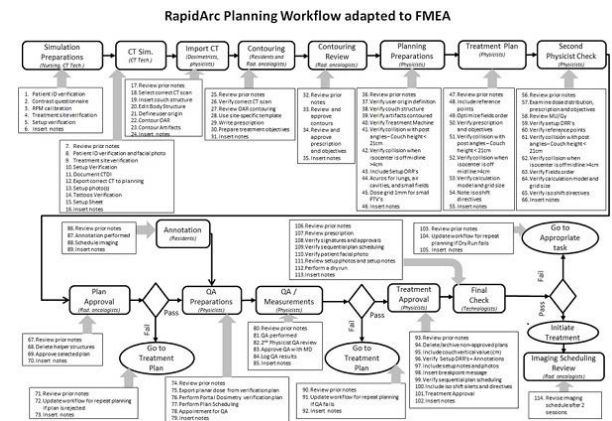 RapidArc Planning Workflow adapted to FMEA
Simulation
Preparations
(Nursing, CT Tech.)
CT Sim.
(CT Tech.)
Import CT
(Dosimetrists,
physicists)
Contouring
(Residents and
Rad. oncologists)
Contouring
Review
(Rad. oncologists)
Planning
Preparations
(Physicists)
Treatment Plan
(Physicists)
Second
Physicist Check
(Physicists)
1. Patient ID verification
2. Contract questionnaire
3. RPM calibration
4. Treatment site verification
5. Setup verification
6. Insert notes
7. Review prior notes
8. Patient ID verification and facial photo
9. Treatment site verification
10. Setup Verification
11. Document CTDI
12. Export correct CT to planning
13. Setup photo(s)
14. Tattoos Verification
15. Setup Sheet
16. Insert notes
17. Review prior notes
18. Select correct CT scan
19. Insert couch structure
20. Edit Body Structure
21. Define user origin
22. Contour OAR
23. Contour Artifacts
24. Insert notes
25. Review prior notes
26. Verify correct CT scan
27. Review OAR contouring
28. Use site specific template
29. Write prescription
30. Prepare treatment objectives
31. Insert notes
32. Review prior
notes
33. Review and
approve
contours
34. Review and
approve
prescription
and objectives
35. Insert notes
36. Review prior notes
37. Verify user origin definition
38. Verify couch structure
39. Verify artifacts contoured
40. Verify Treatment Machine
41. Verify collision with post
angles – Couch height <
21cm
42. Verify collision when
isocenter is off midline
>4cm
43. Include Setup DRR's
44. Acuros for lungs, air
cavities, and small fields
45. Dose grid 1mm for small
PTV's
46. Insert notes
47. Review prior notes
48. Include reference
points
49. Optimize fields order
50. Verify prescription
and objectives
51. Verify collision with
post angles – Couch
height < 21cm
52. Verify collision when
isocenter is off
midline >4cm
53. Verify calculation
model and grid size
54. Note iso shift
directives
55. Insert notes
56. Review prior notes
57. Examine dose distribution,
prescription and objectives
58. Review MU/Gy
59. Verify setup DRR's
60. Verify reference points
61. Verify collision with post
angles – Couch height <
21cm
62. Verify collision when
isocenter is off midline
>4cm
63. Verify Fields order
64. Verify calculation model and
grid size
65. Verify iso shift directives
66. Insert notes
86. Review prior notes
87. Annotation performed
88. Schedule imaging
89. Insert notes
Annotation
(Residents)
106. Review prior notes
107. Review prescription
108. Verify signatures and approvals
109. Verify sequential plan scheduling
110. Verify patient facial photo
111. Review setup photos and setup notes
112. Perform a dry run
113. Insert notes
103. Review prior notes
104. Update workflow for repeat
planning if Dry Run fails
105. Insert notes
Go to
Appropriate
task
Plan
Approval
(Rad. oncologists)
Pass
Fail
QA
Preparations
(Physicists)
QA /
Measurements
(Physicists)
Pass
Fail
Treatment
Approval
(Physicists)
Final
Check
(Technologists)
Fail
Pass
Initiate
Treatment
67. Review prior notes
68. Delete helper structures
69. Approve selected plan
70. Insert notes
Go to
Treatment
Plan
80. Review prior notes
81. QA performed
82. 2nd Physicist QA review
83. Approve QA with MD
84. Log QA results
85. Insert notes
Go to
Treatment
Plan
93. Review prior notes
94. Delete/archive non-approved plans
95. Include couch vertical value (cm)
96. Verify Setup DRR's + Annotations
97. Include setup notes and photos
98. Insert breakpoint message
99. Verify sequential plan scheduling
100. Include iso shift alerts and directives
101. Treatment Approval
102. Insert notes
Imaging Scheduling
Review
(Rad. oncologists)
71. Review prior notes
72. Update workflow for repeat planning
if plan is rejected
73. Insert notes
74. Review prior notes
75. Export planar dose from verification plan
76. Perform Portal Dosimetry verification plan
77. Perform Plan Scheduling
78. Appointment for QA
79. Insert notes
90. Review prior notes
91. Update workflow for repeat planning
if QA fails
92. Insert notes
114. Revise imaging
schedule after 2
sessions